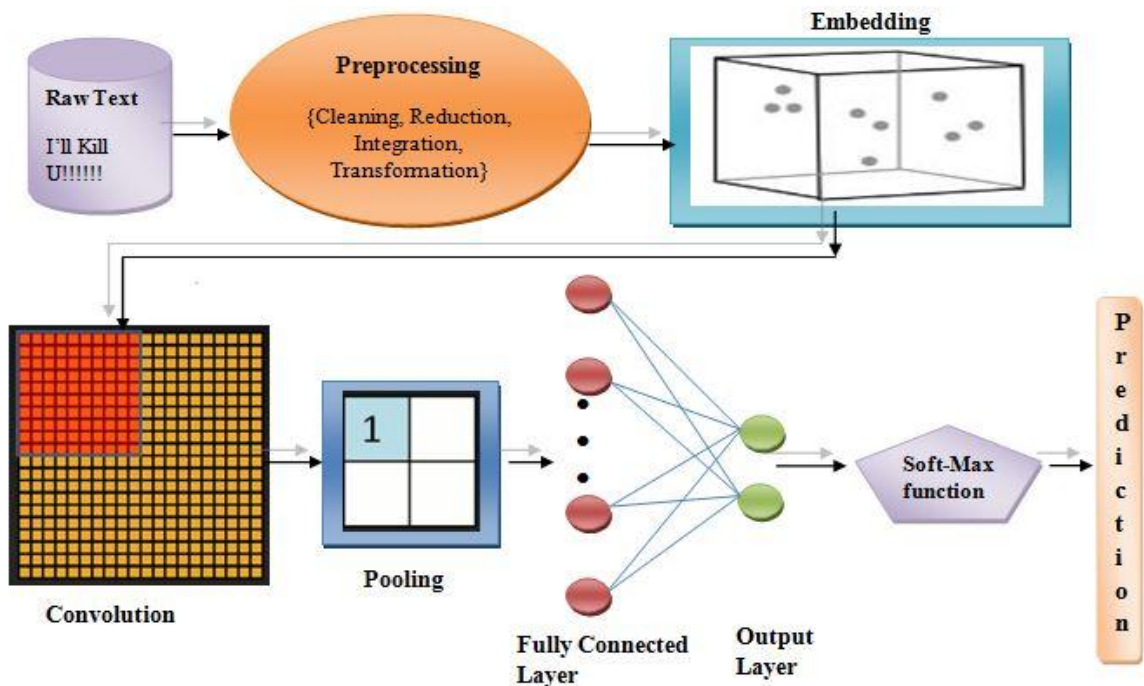 Embedding
Raw Text
I'll Kill
U!!!!!!
Preprocessing
{Cleaning, Reduction,
Integration,
Transformation}
1
Convolution
Pooling
Fully Connected
Layer
Output
Layer
Soft-Max
function
Prediction